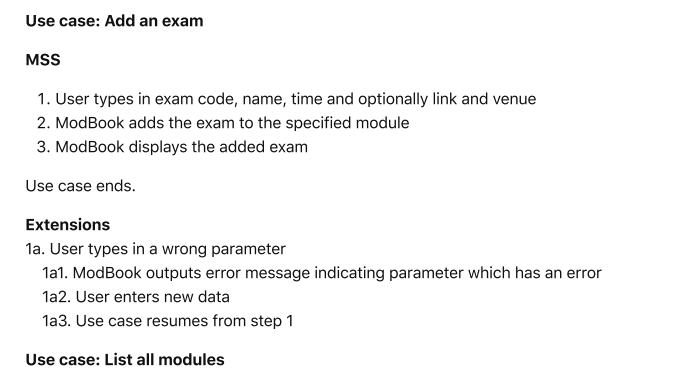 Use case: Add an exam
MSS
1. User types in exam code, name, time and optionally link and venue
2. ModBook adds the exam to the specified module
3. ModBook displays the added exam
Use case ends.
Extensions
1a. User types in a wrong parameter
1a1. ModBook outputs error message indicating parameter which has an error
1a2. User enters new data
1a3. Use case resumes from step 1
Use case: List all modules